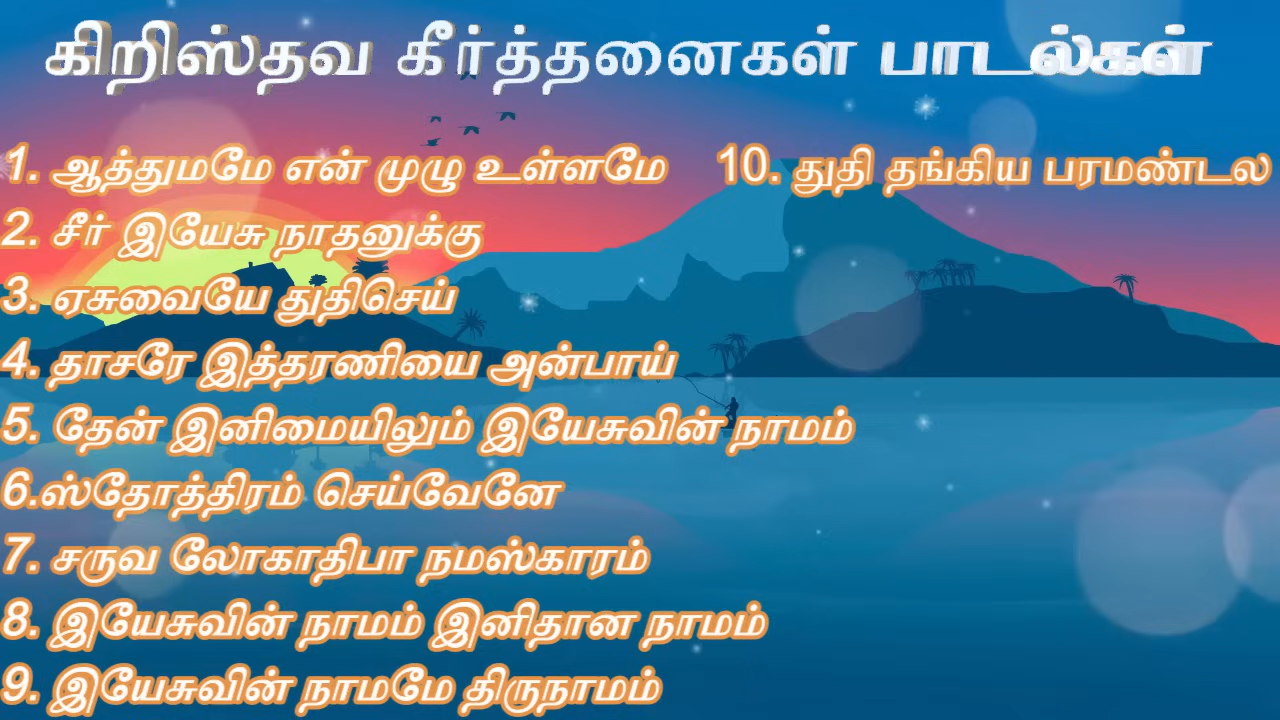 கிறிஸ்தவ கீர்த்தனைகள் பாடல்கள்
1. ஆத்துமமே என் முழு உள்ளமே
2. சீர் இயேசு நாதனுக்கு
3. ஏசுவையே துதிசெய்
4. தாசரே இத்தரணியை அன்பாய்
5. தேன் இனிமையிலும் இயேசுவின் நாமம்
6.ஸ்தோத்திரம் செய்வேனே
7. சருவ லோகாதிபா நமஸ்காரம்
8. இயேசுவின் நாமம் இனிதான நாமம்
9. இயேசுவின் நாமமே திருநாமம்
10. துதி தங்கிய பரமண்டல